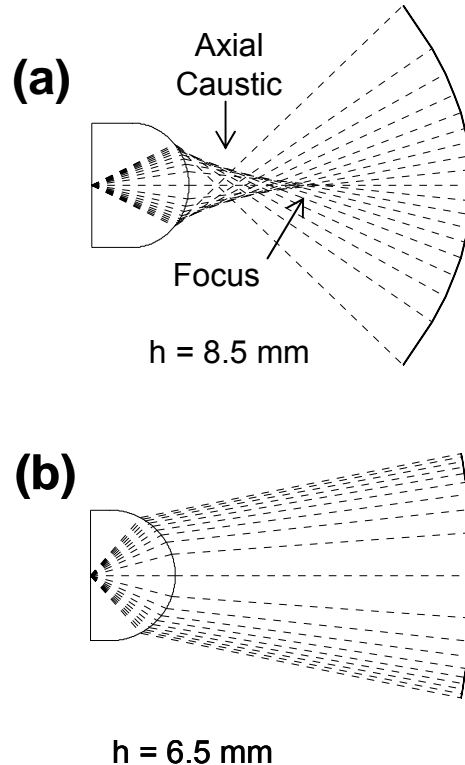 (a)
Axial
Caustic
Focus
h = 8.5 mm
(b)
h = 6.5 mm